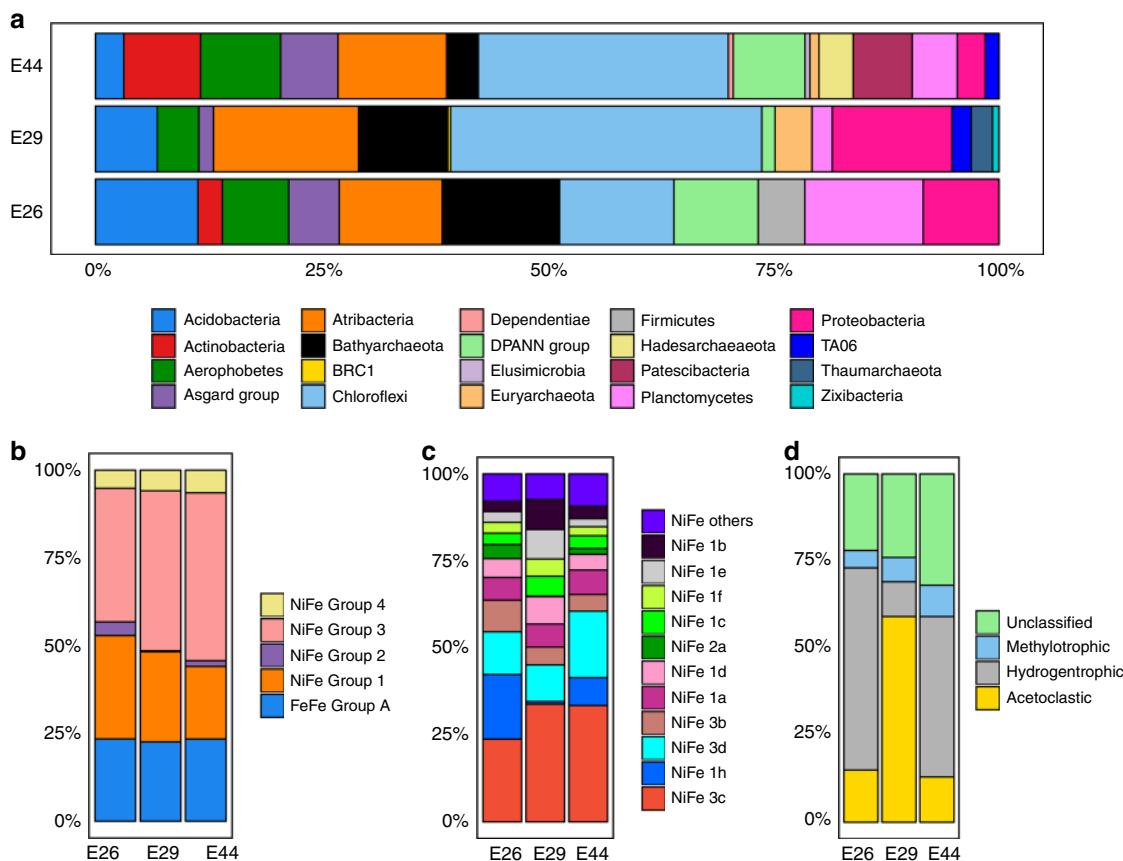 a
E44
E29
E26
0% 25% 50% 75% 100%
Acidobacteria Atribacteria Dependentiae Firmicutes Proteobacteria
Actinobacteria Bathyarchaeota DPANN group Hadesarchaeaeota TA06
Aerophobetes BRC1 Elusimicrobia Patescibacteria Thaumarchaeota
Asgard group Chloroflexi Euryarchaeota Planctomycetes Zixibacteria
b
100%
75%
50%
25%
0%
E26 E29 E44
NiFe Group 4
NiFe Group 3
NiFe Group 2
NiFe Group 1
FeFe Group A
c
100%
75%
50%
25%
0%
E26 E29 E44
NiFe others
NiFe 1b
NiFe 1e
NiFe 1f
NiFe 1c
NiFe 2a
NiFe 1d
NiFe 1a
NiFe 3b
NiFe 3d
NiFe 1h
NiFe 3c
d
100%
75%
50%
25%
0%
E26 E29 E44
Unclassified
Methylotrophic
Hydrogentrophic
Acetoclastic